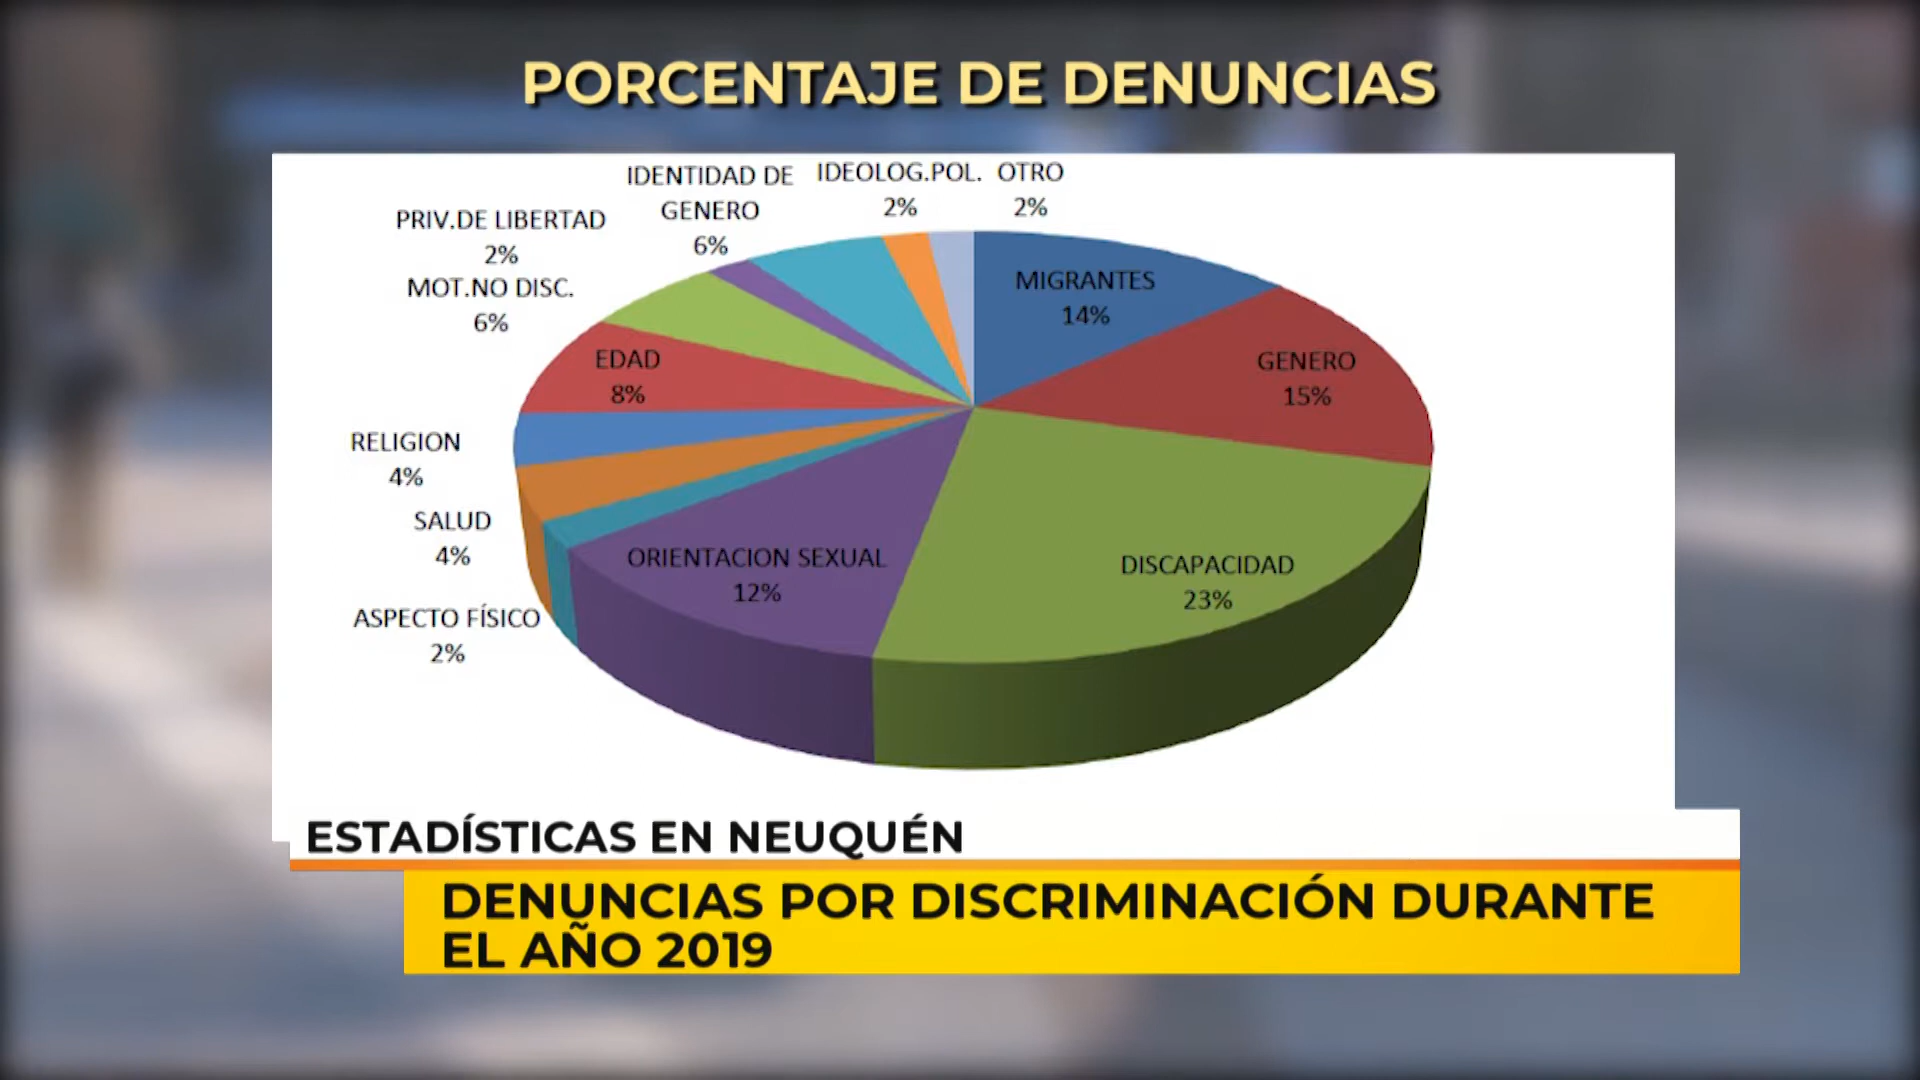 PORCENTAJE DE DENUNCIAS
IDENTIDAD DE
GENERO
6%
IDEOLOG.POL.
2%
OTRO
2%
PRIV.DE LIBERTAD
2%
MOT.NO DISC.
6%
MIGRANTES
14%
EDAD
8%
GENERO
15%
RELIGION
4%
SALUD
4%
ORIENTACION SEXUAL
12%
DISCAPACIDAD
23%
ASPECTO FÍSICO
2%
ESTADÍSTICAS EN NEUQUÉN
DENUNCIAS POR DISCRIMINACIÓN DURANTE
EL AÑO 2019